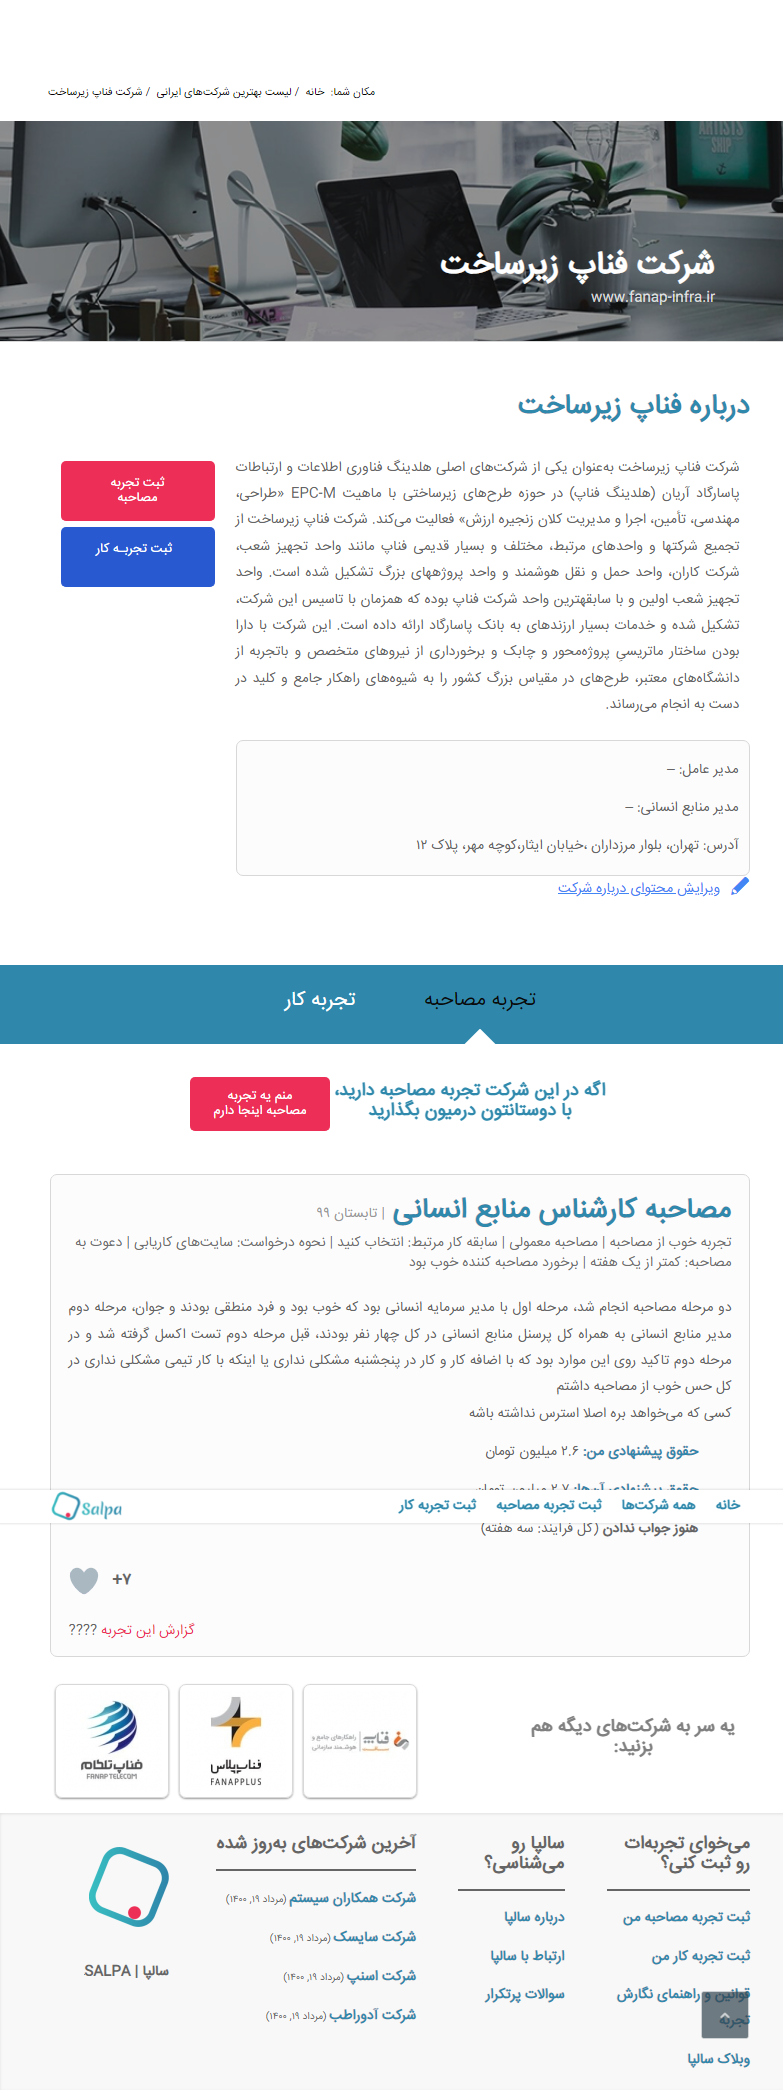 مکان شما: خانه / لیست بهترین شرکت‌های ایرانی / شرکت فناپ زیرساخت
ARTISTS
SHIP
شرکت فناپ زیرساخت
www.fanap-infra.ir
درباره فناپ زیرساخت
شرکت فناپ زیرساخت به‌عنوان یکی از شرکت‌های اصلی هلدینگ فناوری اطلاعات و ارتباطات
پاسارگاد آریان (هلدینگ فناپ) در حوزه طرح‌های زیرساختی با ماهیت EPC-M «طراحی،
مهندسی، تأمین، اجرا و مدیریت کلان زنجیره ارزش» فعالیت می‌کند. شرکت فناپ زیرساخت از
تجمیع شرکتها و واحدهای مرتبط، مختلف و بسیار قدیمی فناپ مانند واحد تجهیز شعب،
شرکت کاران، واحد حمل و نقل هوشمند و واحد پروژههای بزرگ تشکیل شده است. واحد
تجهیز شعب اولین و با سابقهترین واحد شرکت فناپ بوده که همزمان با تاسیس این شرکت،
تشکیل شده و خدمات بسیار ارزندهای به بانک پاسارگاد ارائه داده است. این شرکت با دارا
بودن ساختار ماتریسیِ پروژه‌محور و چابک و برخورداری از نیروهای متخصص و باتجربه از
دانشگاه‌های معتبر، طرح‌های در مقیاس بزرگ کشور را به شیوه‌های راهکار جامع و کلید در
دست به انجام می‌رساند.
ثبت تجربه
مصاحبه
ثبت تجربـه کار
مدیر عامل: –
مدیر منابع انسانی: –
آدرس: تهران، بلوار مرزداران ،خیابان ایثار،کوچه مهر، پلاک ۱۲
ویرایش محتوای درباره شرکت
تجربه مصاحبه
تجربه کار
اگه در این شرکت تجربه مصاحبه دارید،
با دوستانتون درمیون بگذارید
منم یه تجربه
مصاحبه اینجا دارم
مصاحبه کارشناس منابع انسانی | تابستان ۹۹
تجربه خوب از مصاحبه | مصاحبه معمولی | سابقه کار مرتبط: انتخاب کنید | نحوه درخواست: سایت‌های کاریابی | دعوت به
مصاحبه: کمتر از یک هفته | برخورد مصاحبه کننده خوب بود
دو مرحله مصاحبه انجام شد، مرحله اول با مدیر سرمایه انسانی بود که خوب بود و فرد منطقی بودند و جوان، مرحله دوم
مدیر منابع انسانی به همراه کل پرسنل منابع انسانی در کل چهار نفر بودند، قبل مرحله دوم تست اکسل گرفته شد و در
مرحله دوم تاکید روی این موارد بود که با اضافه کار و کار در پنجشنبه مشکلی نداری یا اینکه با کار تیمی مشکلی نداری در
کل حس خوب از مصاحبه داشتم
کسی که می‌خواهد بره اصلا استرس نداشته باشه
حقوق پیشنهادی من: ۲.۶ میلیون تومان
حقوق پیشنهادی آن‌ها: ۲.۷ میلیون تومان
خانه
همه شرکت‌ها
ثبت تجربه مصاحبه
ثبت تجربه کار
Salpa
هنوز جواب ندادن (کل فرآیند: سه هفته)
+۷
گزارش این تجربه ????
یه سر به شرکت‌های دیگه هم
بزنید:
فناپ
راهکارهای جامع و
هوشمند سازمانی
فناپ‌پلاس
FANAPPLUS
فناپ تلکام
FANAP TELECOM
می‌خوای تجربه‌ات
رو ثبت کنی؟
ثبت تجربه مصاحبه من
ثبت تجربه کار من
قوانین و راهنمای نگارش
تجربه
وبلاک سالپا
سالپا رو
می‌شناسی؟
درباره سالپا
ارتباط با سالپا
سوالات پرتکرار
آخرین شرکت‌های به‌روز شده
شرکت همکاران سیستم (مرداد ۱۹, ۱۴۰۰)
شرکت سایسک (مرداد ۱۹, ۱۴۰۰)
شرکت اسنپ (مرداد ۱۹, ۱۴۰۰)
شرکت آدوراطب (مرداد ۱۹, ۱۴۰۰)
سالپا | SALPA